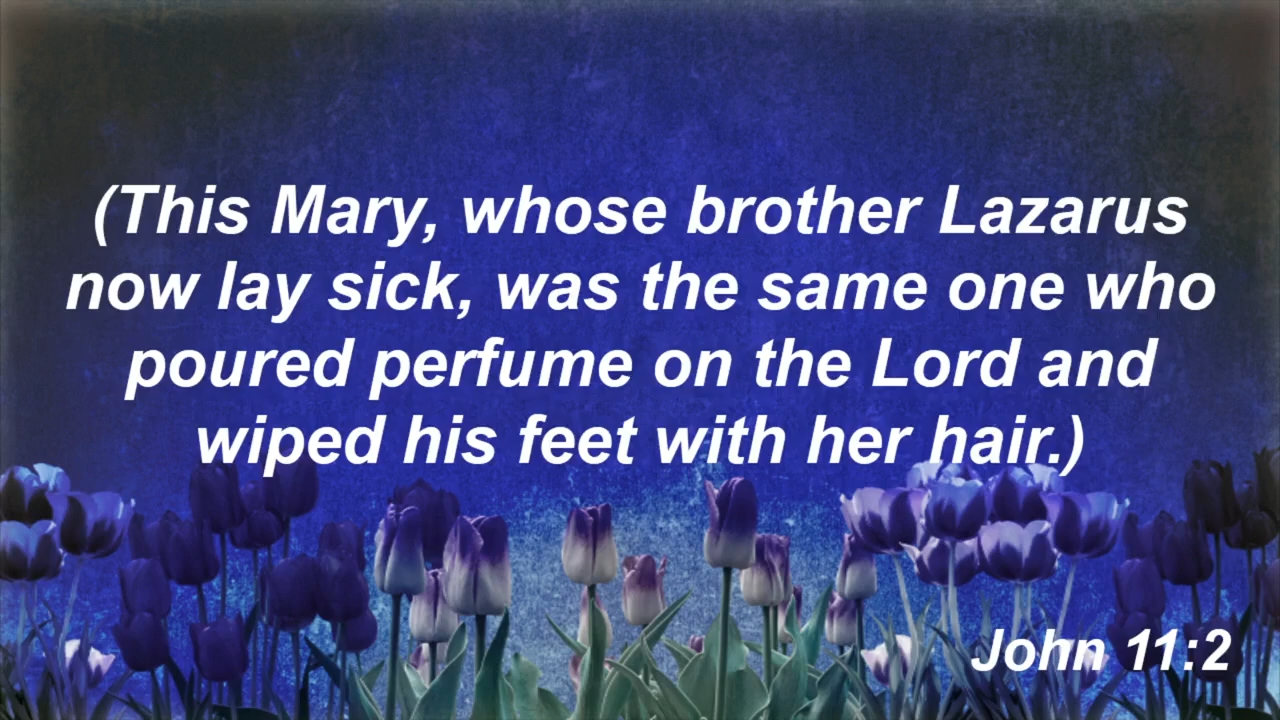 (This Mary, whose brother Lazarus
now lay sick, was the same one who
poured perfume on the Lord and
wiped his feet with her hair.)
John 11:2